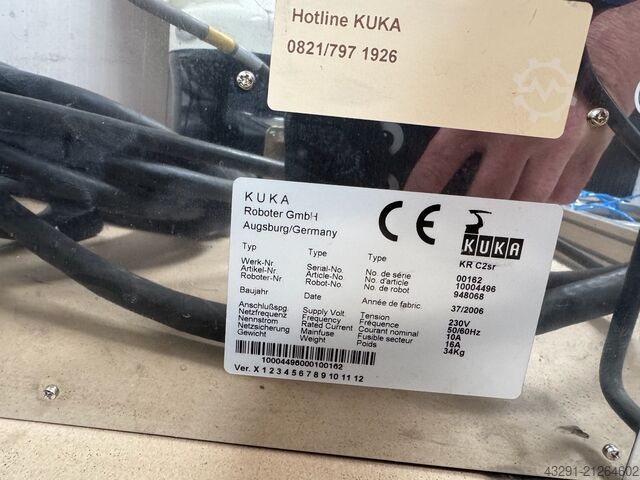 Hotline KUKA
0821/797 1926
KUKA
Roboter GmbH
Augsburg/Germany
CE
KUKA
Typ Type Type KR C2sr
Werk-Nr. Serial-No. No. de série 00162
Artikel-Nr. Article-No. No. d'article 10004496
Roboter-Nr. Robot-No. No. de robot 948068
Baujahr Date Année de fabric. 37/2006
Anschlußspg. Supply Volt. Tension 230V
Netzfrequenz Frequency Fréquence 50/60Hz
Nennstrom Rated Current Courant nominal 10A
Netzsicherung Mainfuse Fusible secteur 16A
Gewicht Weight Poids 34Kg
10004496000100162
Ver. X 1 2 3 4 5 6 7 8 9 10 11 12
43291-21264602